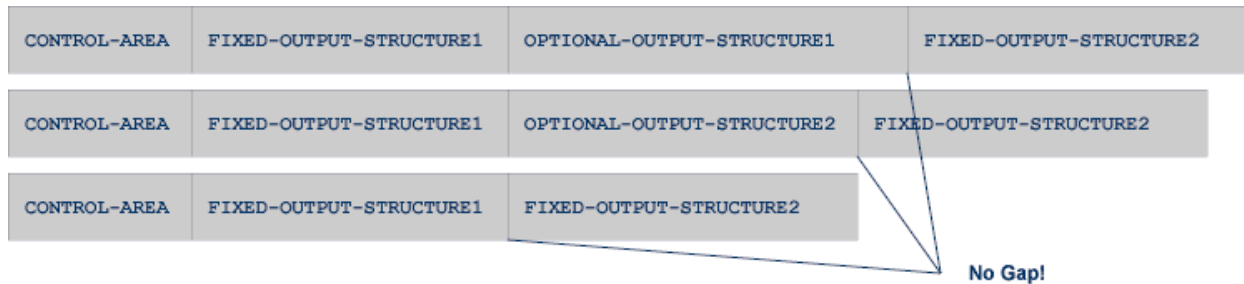 CONTROL-AREA FIXED-OUTPUT-STRUCTURE1 OPTIONAL-OUTPUT-STRUCTURE1 FIXED-OUTPUT-STRUCTURE2
CONTROL-AREA FIXED-OUTPUT-STRUCTURE1 OPTIONAL-OUTPUT-STRUCTURE2 FIXED-OUTPUT-STRUCTURE2
CONTROL-AREA FIXED-OUTPUT-STRUCTURE1 FIXED-OUTPUT-STRUCTURE2
No Gap!